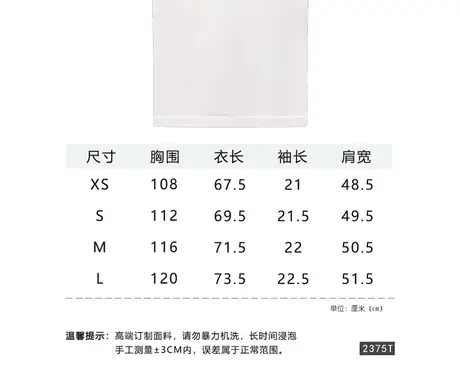 尺寸 胸围 衣长 袖长 肩宽
XS 108 67.5 21 48.5
S 112 69.5 21.5 49.5
M 116 71.5 22 50.5
L 120 73.5 22.5 51.5
单位:厘米 (cm)
温馨提示:高端订制面料,请勿暴力机洗,长时间浸泡
手工测量±3CM内,误差属于正常范围。
2375T